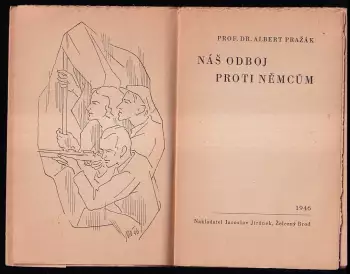 PROF. DR. ALBERT PRAŽÁK
NÁŠ ODBOJ
PROTI NĚMCŮM
1946
Nakladatel Jaroslav Jiránek, Železný Brod